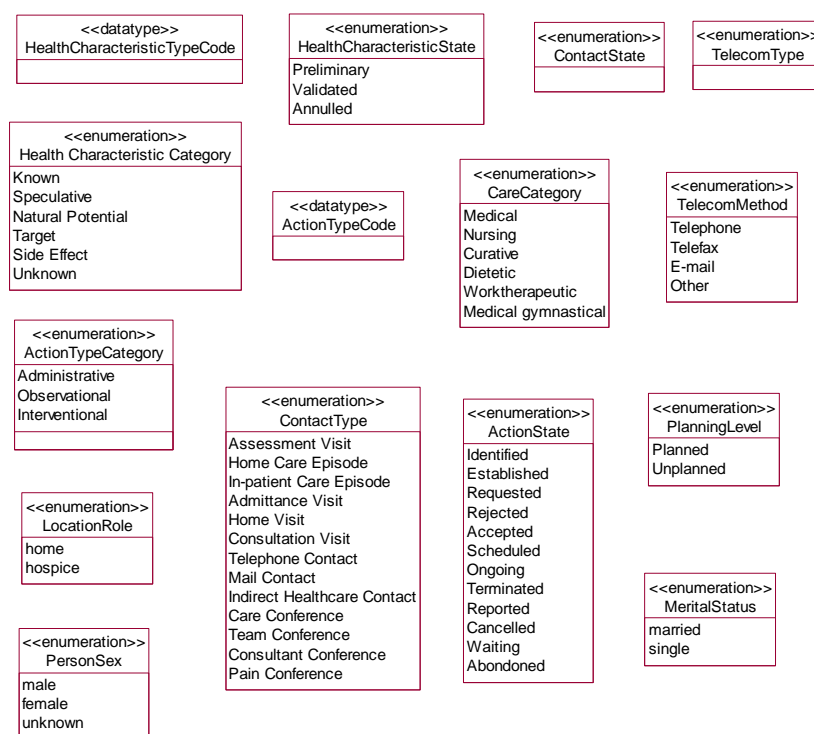 <<datatype>>
HealthCharacteristicTypeCode
<<enumeration>>
HealthCharacteristicState
Preliminary
Validated
Annulled
<<enumeration>>
ContactState
<<enumeration>>
TelecomType
<<enumeration>>
Health Characteristic Category
Known
Speculative
Natural Potential
Target
Side Effect
Unknown
<<datatype>>
ActionTypeCode
<<enumeration>>
CareCategory
Medical
Nursing
Curative
Dietetic
Worktherapeutic
Medical gymnastical
<<enumeration>>
TelecomMethod
Telephone
Telefax
E-mail
Other
<<enumeration>>
ActionTypeCategory
Administrative
Observational
Interventional
<<enumeration>>
ContactType
Assessment Visit
Home Care Episode
In-patient Care Episode
Admittance Visit
Home Visit
Consultation Visit
Telephone Contact
Mail Contact
Indirect Healthcare Contact
Care Conference
Team Conference
Consultant Conference
Pain Conference
<<enumeration>>
ActionState
Identified
Established
Requested
Rejected
Accepted
Scheduled
Ongoing
Terminated
Reported
Cancelled
Waiting
Abondoned
<<enumeration>>
PlanningLevel
Planned
Unplanned
<<enumeration>>
LocationRole
home
hospice
<<enumeration>>
MeritalStatus
married
single
<<enumeration>>
PersonSex
male
female
unknown